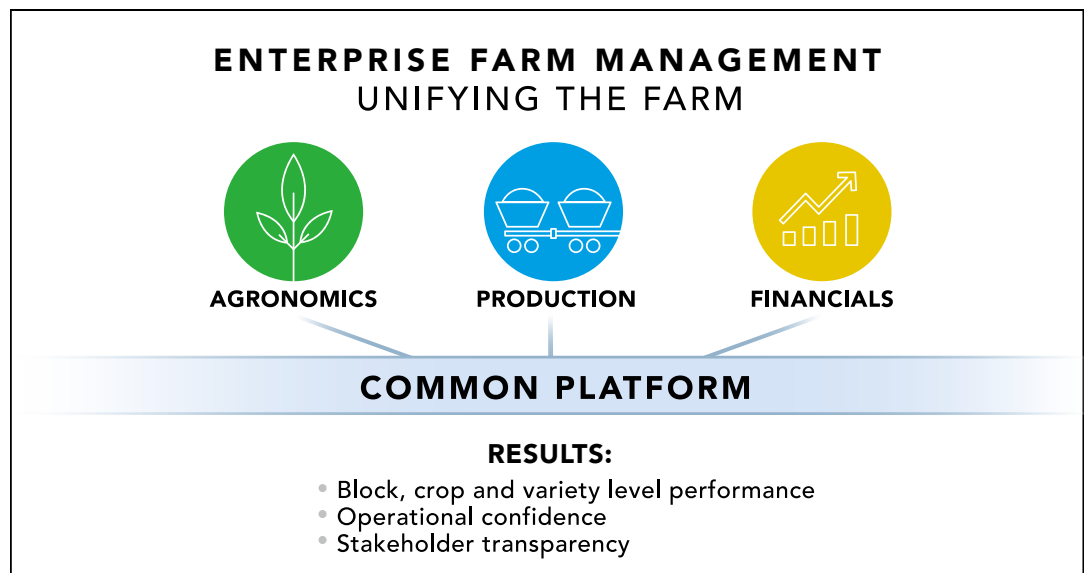 ENTERPRISE FARM MANAGEMENT
UNIFYING THE FARM
AGRONOMICS
PRODUCTION
FINANCIALS
COMMON PLATFORM
RESULTS:
• Block, crop and variety level performance
• Operational confidence
• Stakeholder transparency